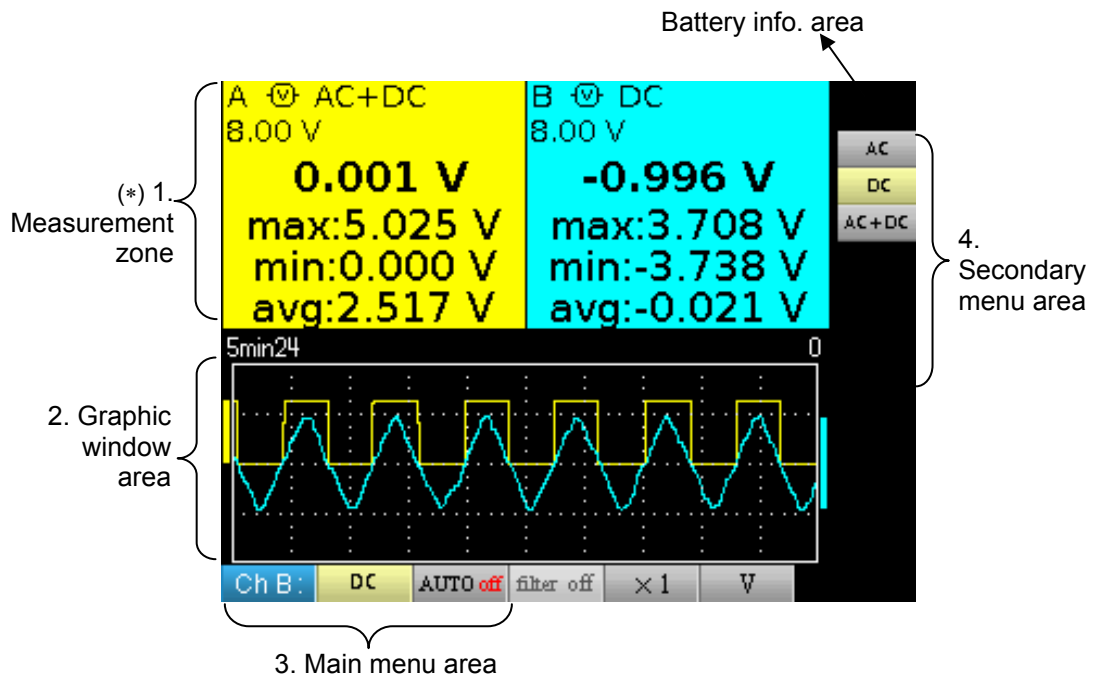 Battery info. area
A V AC+DC
8.00 V
0.001 V
max:5.025 V
min:0.000 V
avg:2.517 V
B V DC
8.00 V
-0.996 V
max:3.708 V
min:-3.738 V
avg:-0.021 V
AC
DC
AC+DC
(*) 1.
Measurement
zone
4.
Secondary
menu area
5min24 0
2. Graphic
window
area
Ch B: DC AUTO off filter off ×1 V
3. Main menu area